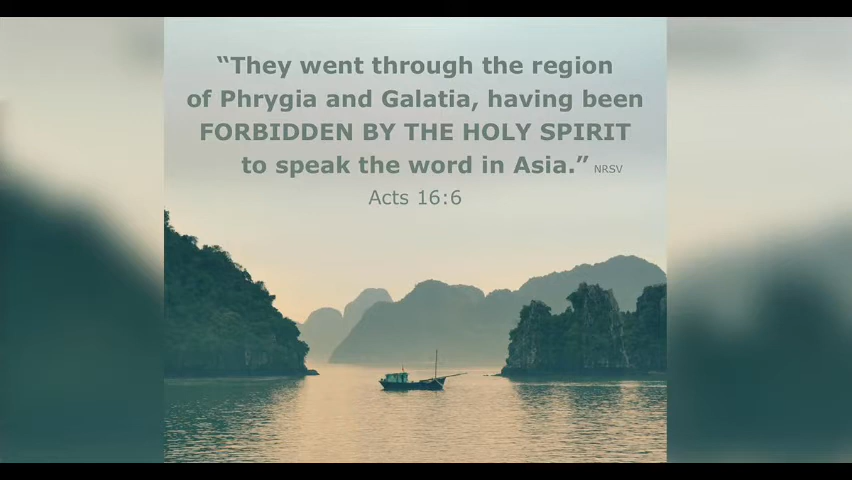 “They went through the region
of Phrygia and Galatia, having been
FORBIDDEN BY THE HOLY SPIRIT
to speak the word in Asia.” NRSV
Acts 16:6